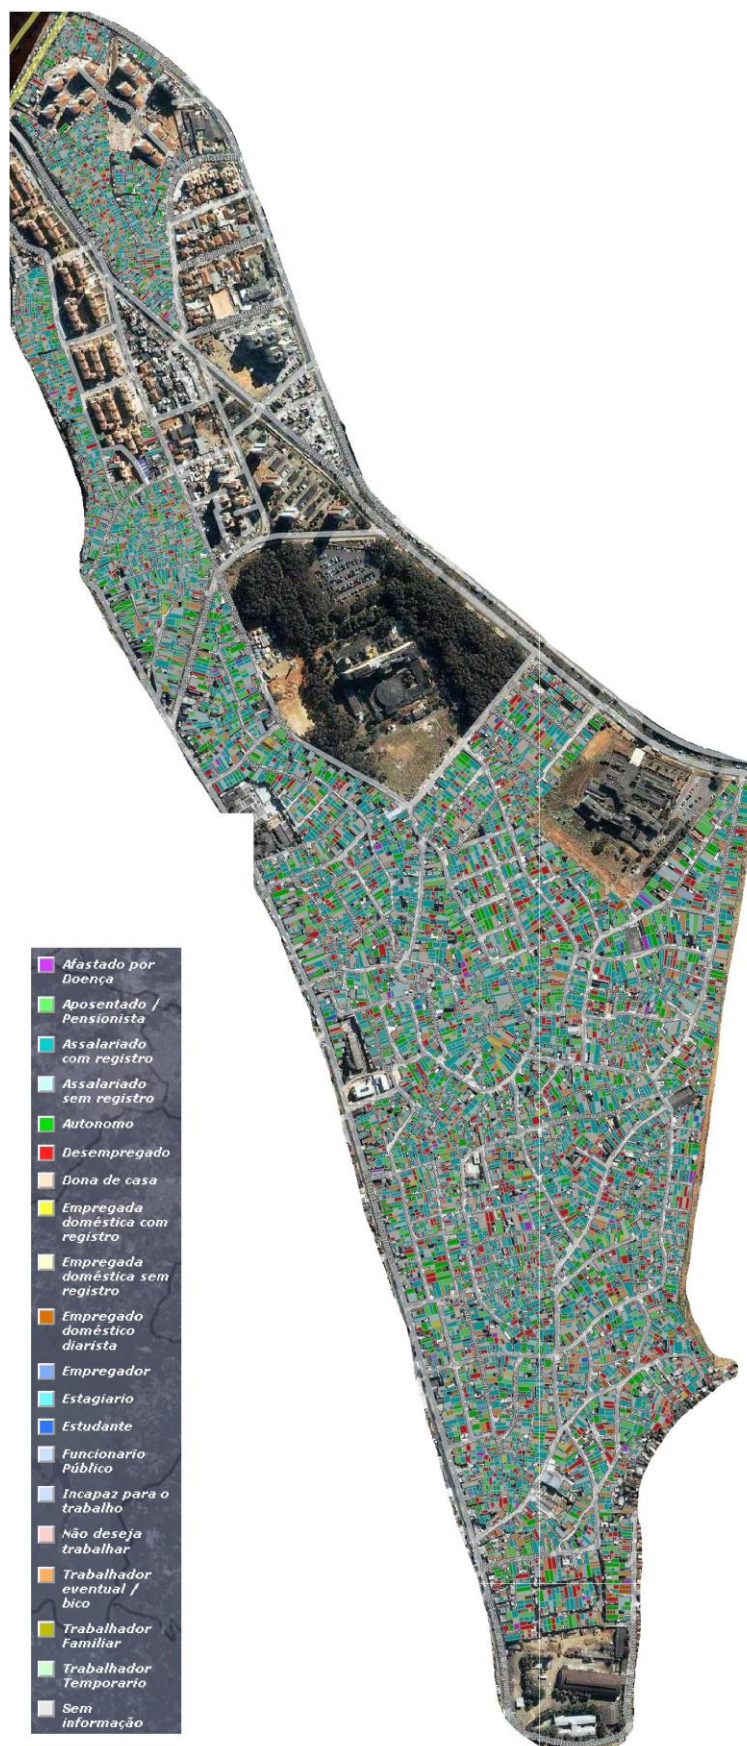 Afastado por
Doença
Aposentado /
Pensionista
Assalariado
com registro
Assalariado
sem registro
Autonomo
Desempregado
Dona de casa
Empregada
doméstica com
registro
Empregada
doméstica sem
registro
Empregado
doméstico
diarista
Empregador
Estagiario
Estudante
Funcionario
Público
Incapaz para o
trabalho
Não deseja
trabalhar
Trabalhador
eventual /
bico
Trabalhador
Familiar
Trabalhador
Temporario
Sem
informação